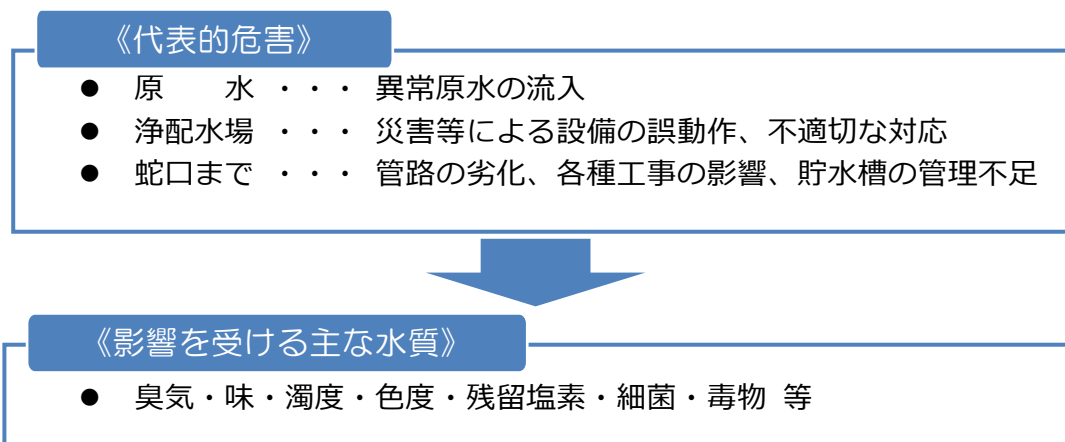 《代表的危害》
● 原　　水 ・・・ 異常原水の流入
● 浄配水場 ・・・ 災害等による設備の誤動作、不適切な対応
● 蛇口まで ・・・ 管路の劣化、各種工事の影響、貯水槽の管理不足
《影響を受ける主な水質》
● 臭気・味・濁度・色度・残留塩素・細菌・毒物 等